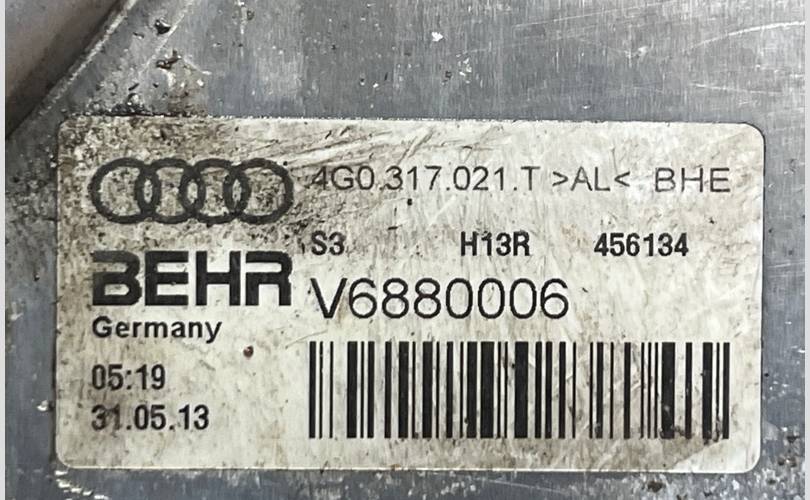 4G0.317.021.T >AL< BHE
S3 H13R 456134
BEHR
V6880006
Germany
05:19
31.05.13